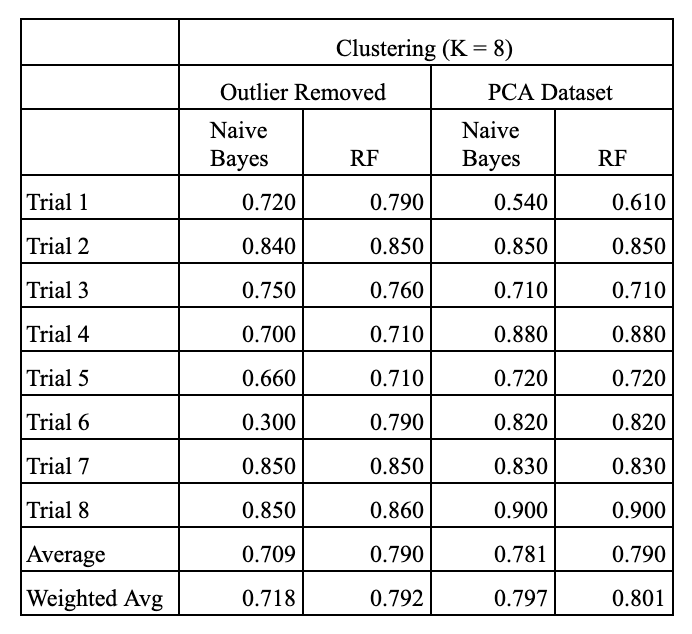 Clustering (K = 8)
Outlier Removed PCA Dataset
Naive Bayes RF Naive Bayes RF
Trial 1 0.720 0.790 0.540 0.610
Trial 2 0.840 0.850 0.850 0.850
Trial 3 0.750 0.760 0.710 0.710
Trial 4 0.700 0.710 0.880 0.880
Trial 5 0.660 0.710 0.720 0.720
Trial 6 0.300 0.790 0.820 0.820
Trial 7 0.850 0.850 0.830 0.830
Trial 8 0.850 0.860 0.900 0.900
Average 0.709 0.790 0.781 0.790
Weighted Avg 0.718 0.792 0.797 0.801